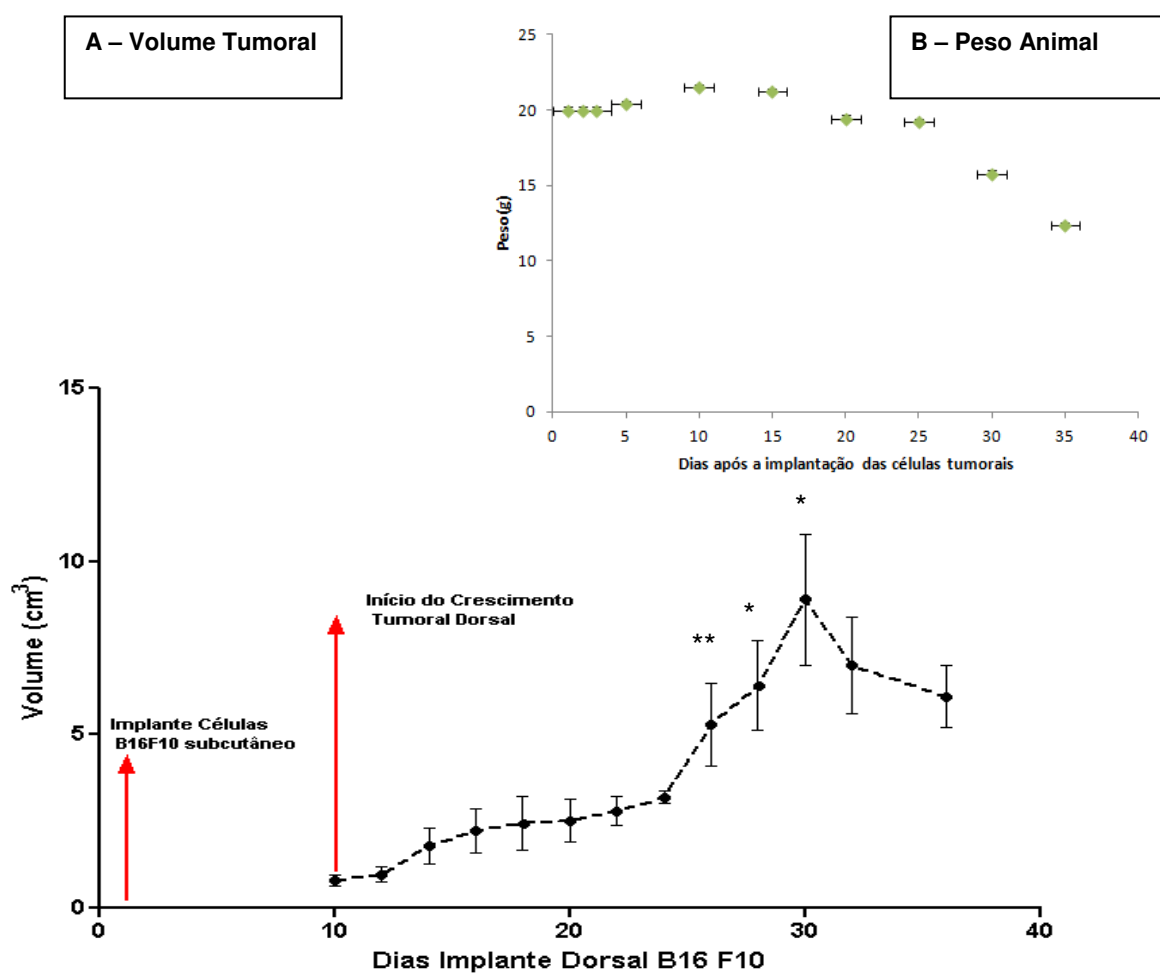 A – Volume Tumoral
B – Peso Animal
25
20
15
10
5
0
Peso(g)
0 5 10 15 20 25 30 35 40
Dias após a implantação das células tumorais
15
10
5
0
Volume (cm³)
Implante Células
B16F10 subcutâneo
Início do Crescimento
Tumoral Dorsal
**
*
*
0 10 20 30 40
Dias Implante Dorsal B16 F10